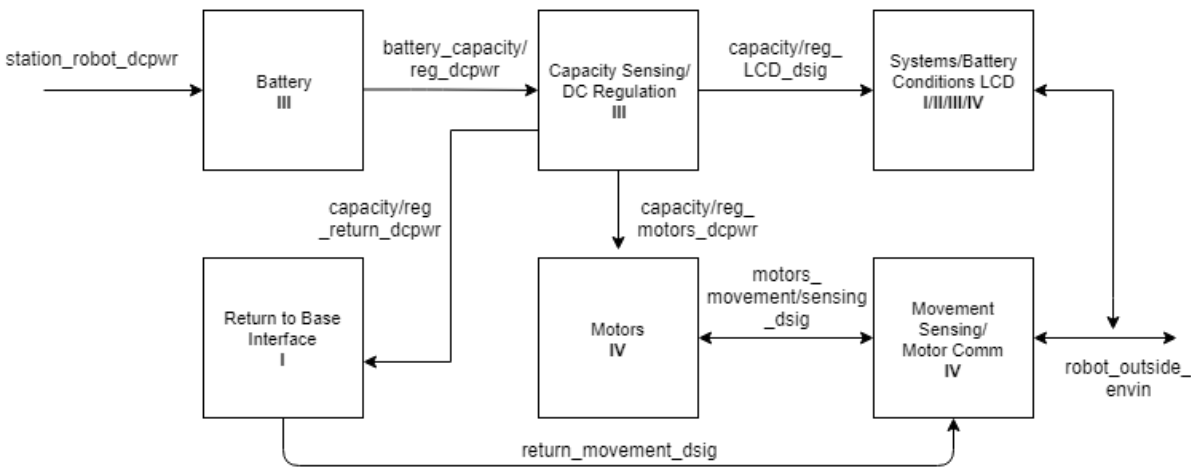 station_robot_dcpwr
Battery
III
battery_capacity/
reg_dcpwr
Capacity Sensing/
DC Regulation
III
capacity/reg_
LCD_dsig
Systems/Battery
Conditions LCD
I/II/III/IV
capacity/reg
_return_dcpwr
capacity/reg_
motors_dcpwr
Return to Base
Interface
I
Motors
IV
motors_
movement/sensing
_dsig
Movement
Sensing/
Motor Comm
IV
robot_outside_
envin
return_movement_dsig